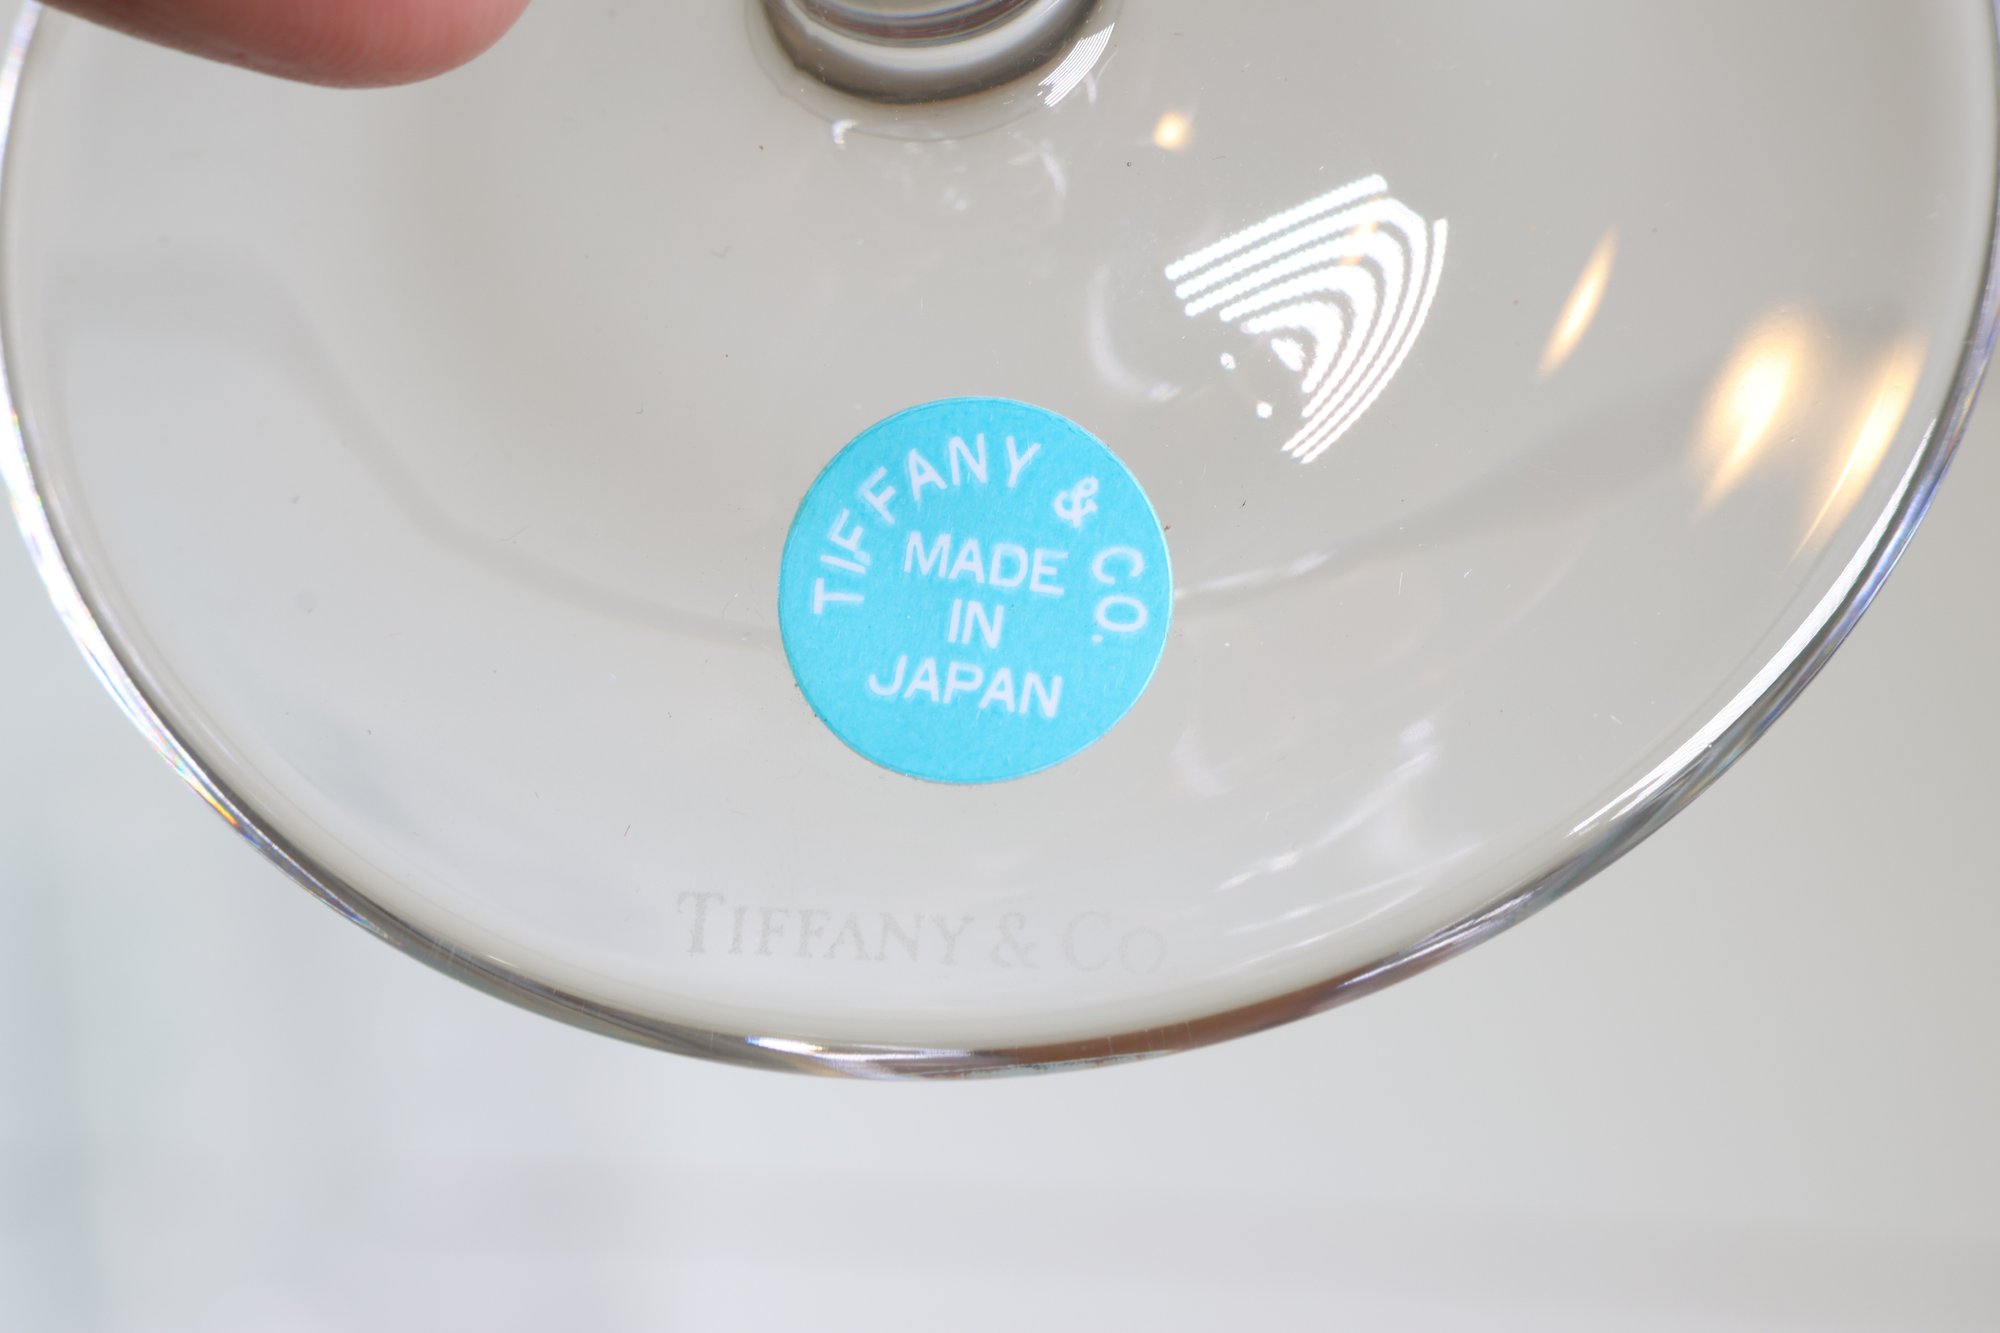 TIFFANY & CO.
MADE
IN
JAPAN
TIFFANY & CO.